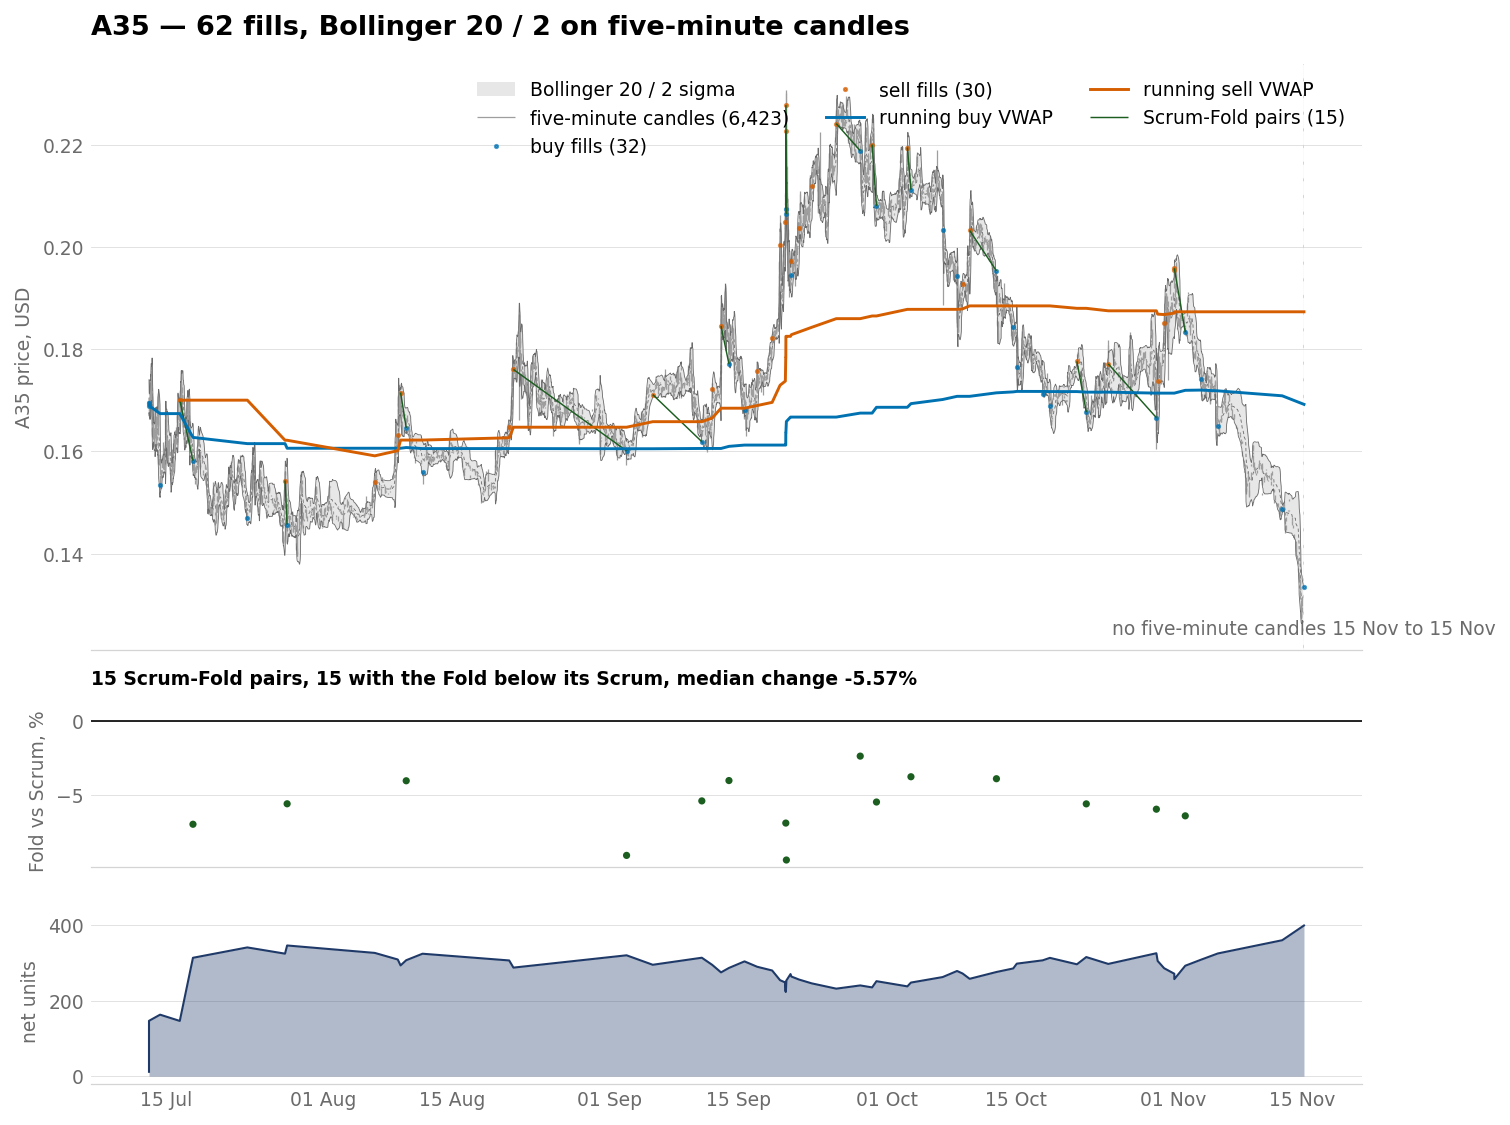 A35 — 62 fills, Bollinger 20 / 2 on five-minute candles
Bollinger 20 / 2 sigma
five-minute candles (6,423)
buy fills (32)
sell fills (30)
running buy VWAP
running sell VWAP
Scrum-Fold pairs (15)
A35 price, USD
0.22
0.20
0.18
0.16
0.14
no five-minute candles 15 Nov to 15 Nov
15 Scrum-Fold pairs, 15 with the Fold below its Scrum, median change -5.57%
Fold vs Scrum, %
0
−5
net units
400
200
0
15 Jul
01 Aug
15 Aug
01 Sep
15 Sep
01 Oct
15 Oct
01 Nov
15 Nov